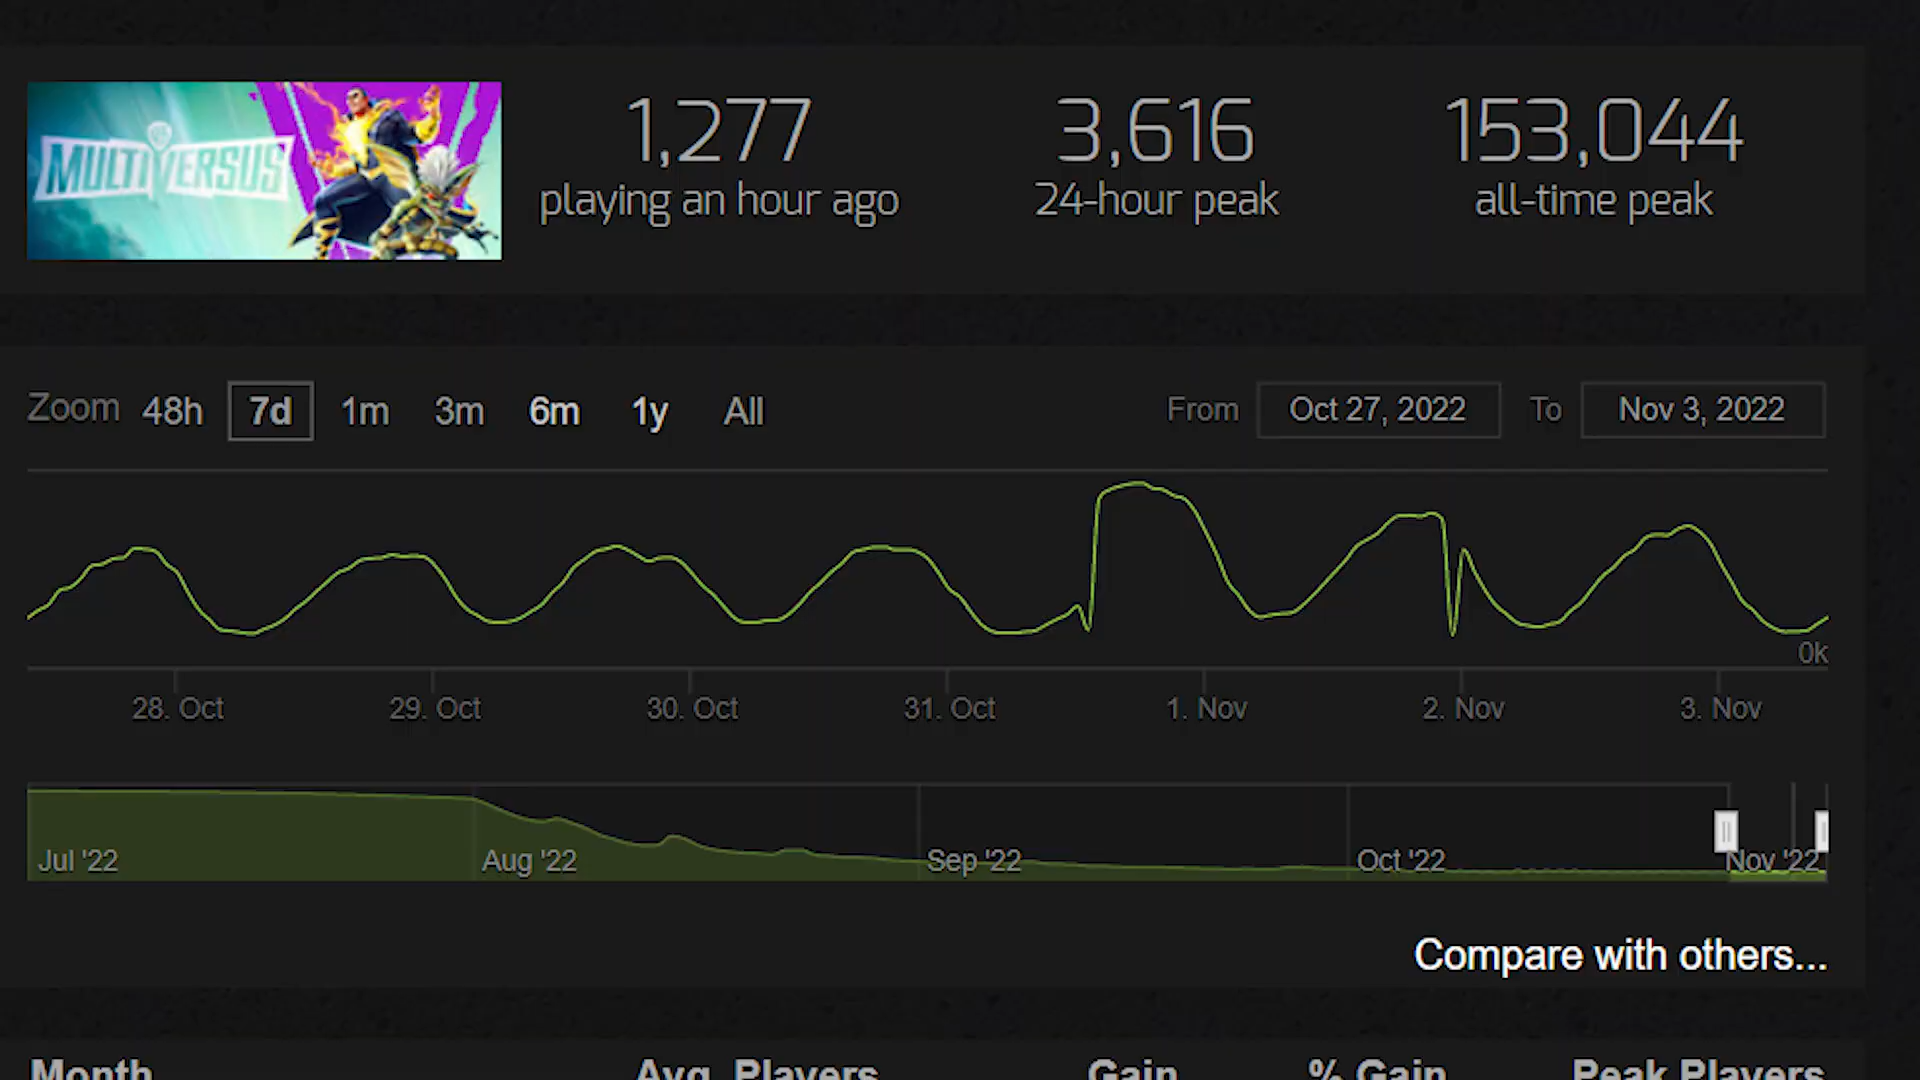 MULTIVERSUS
1,277
playing an hour ago
3,616
24-hour peak
153,044
all-time peak
Zoom 48h 7d 1m 3m 6m 1y All
From Oct 27, 2022 To Nov 3, 2022
0k
28. Oct 29. Oct 30. Oct 31. Oct 1. Nov 2. Nov 3. Nov
Jul '22 Aug '22 Sep '22 Oct '22 Nov '22
Compare with others...
Month Avg. Players Gain % Gain Peak Players